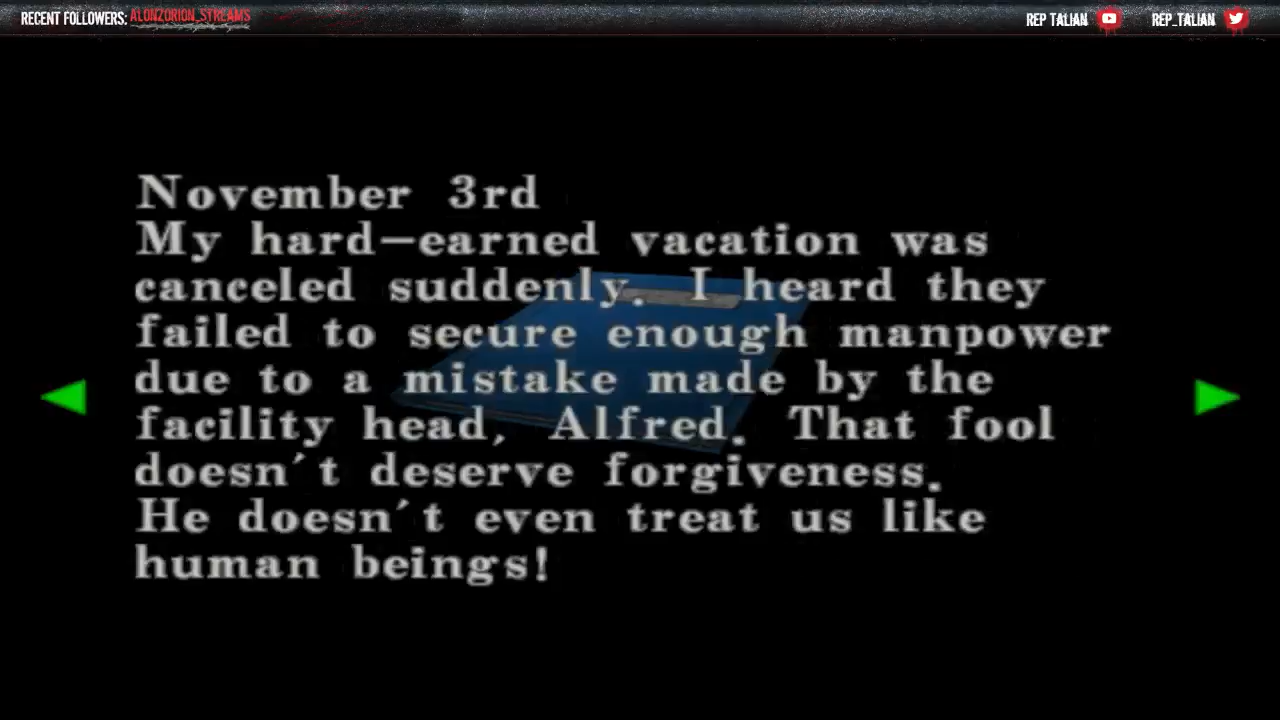 RECENT FOLLOWERS: ALONZORION_STREAMS
REP TALIAN
REP_TALIAN
November 3rd
My hard-earned vacation was
canceled suddenly. I heard they
failed to secure enough manpower
due to a mistake made by the
facility head, Alfred. That fool
doesn't deserve forgiveness.
He doesn't even treat us like
human beings!